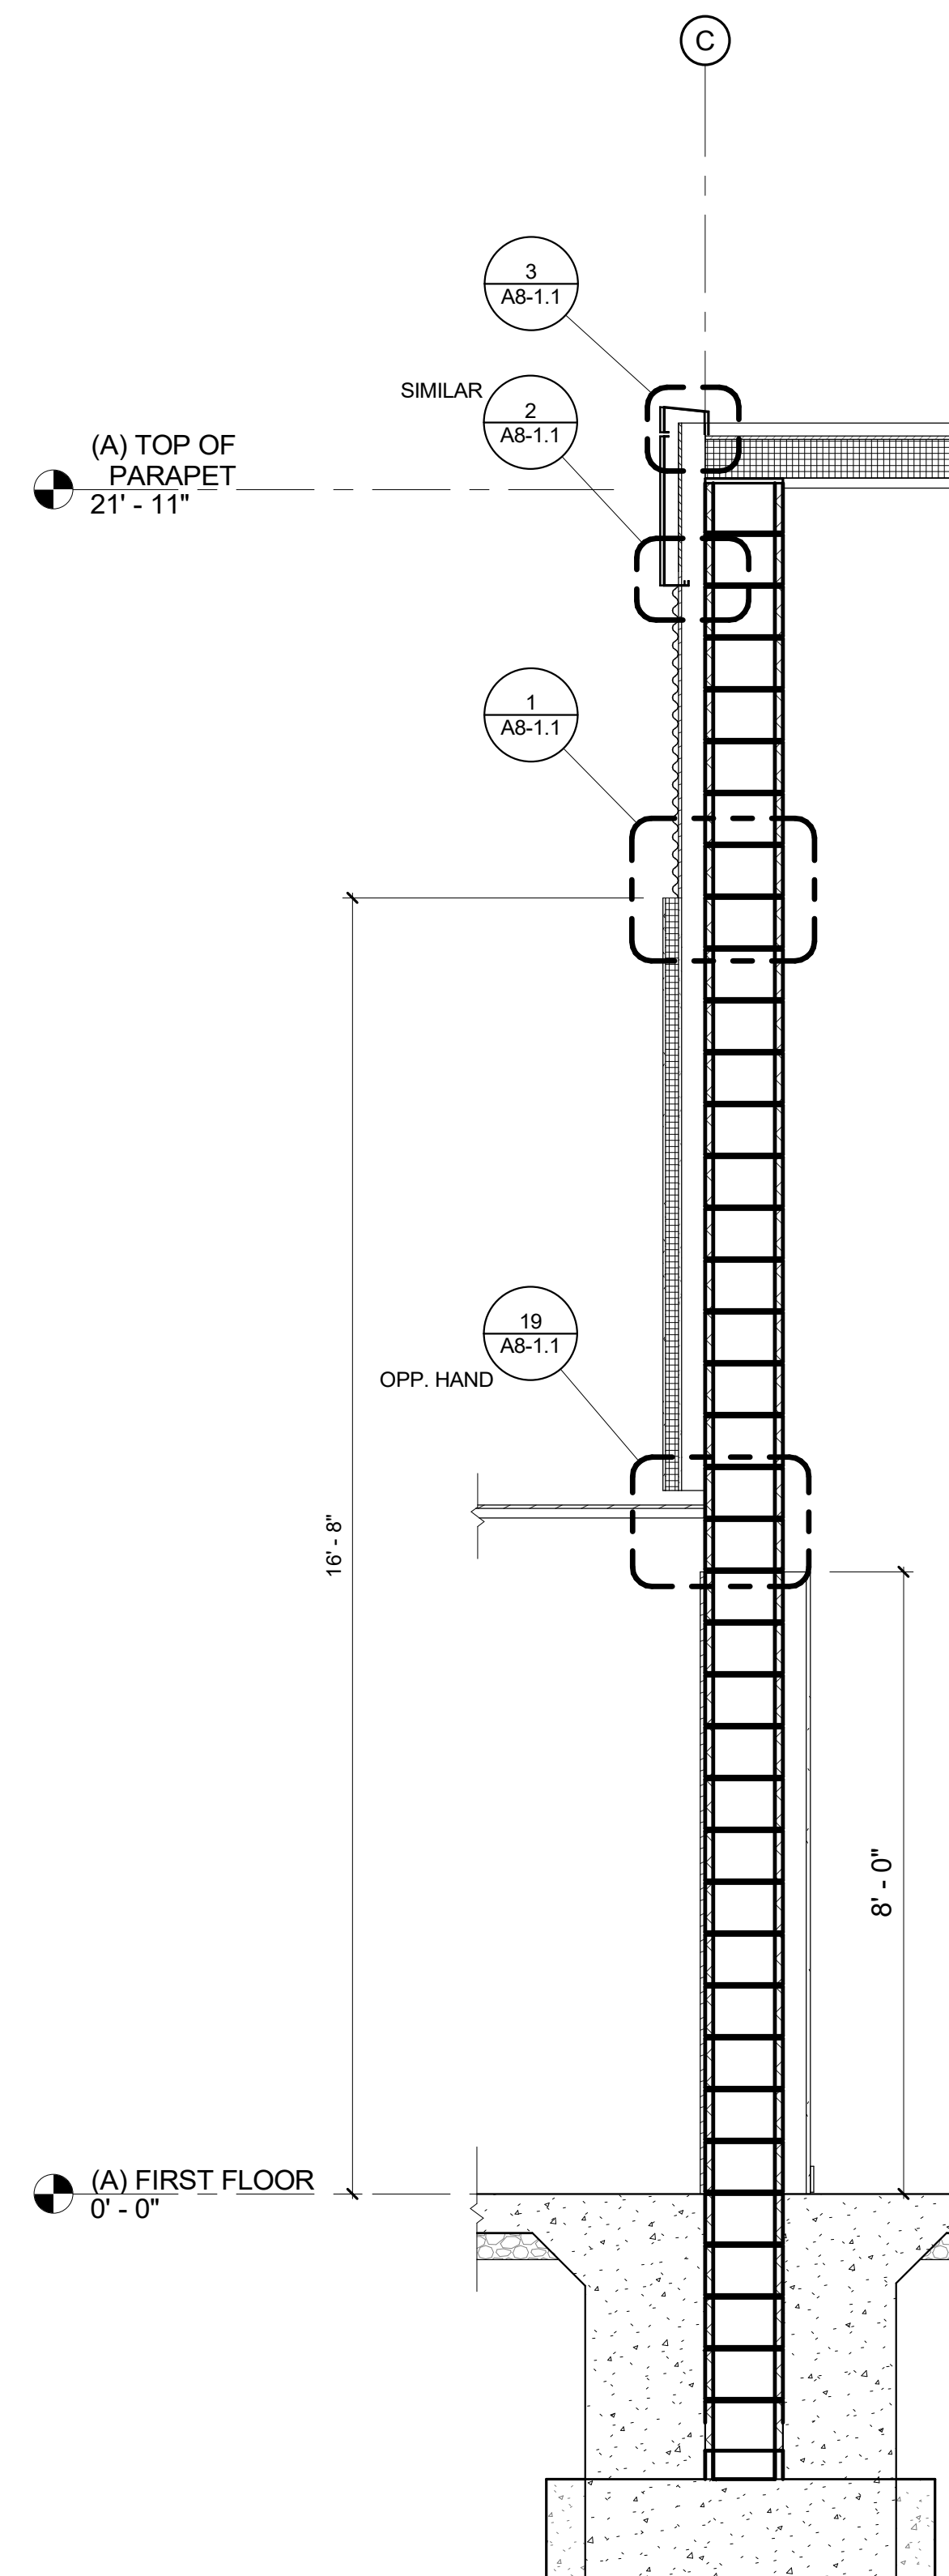 C
3
A8-1.1
SIMILAR
2
A8-1.1
(A) TOP OF
PARAPET
21' - 11"
1
A8-1.1
19
A8-1.1
OPP. HAND
16' - 8"
8' - 0"
(A) FIRST FLOOR
0' - 0"